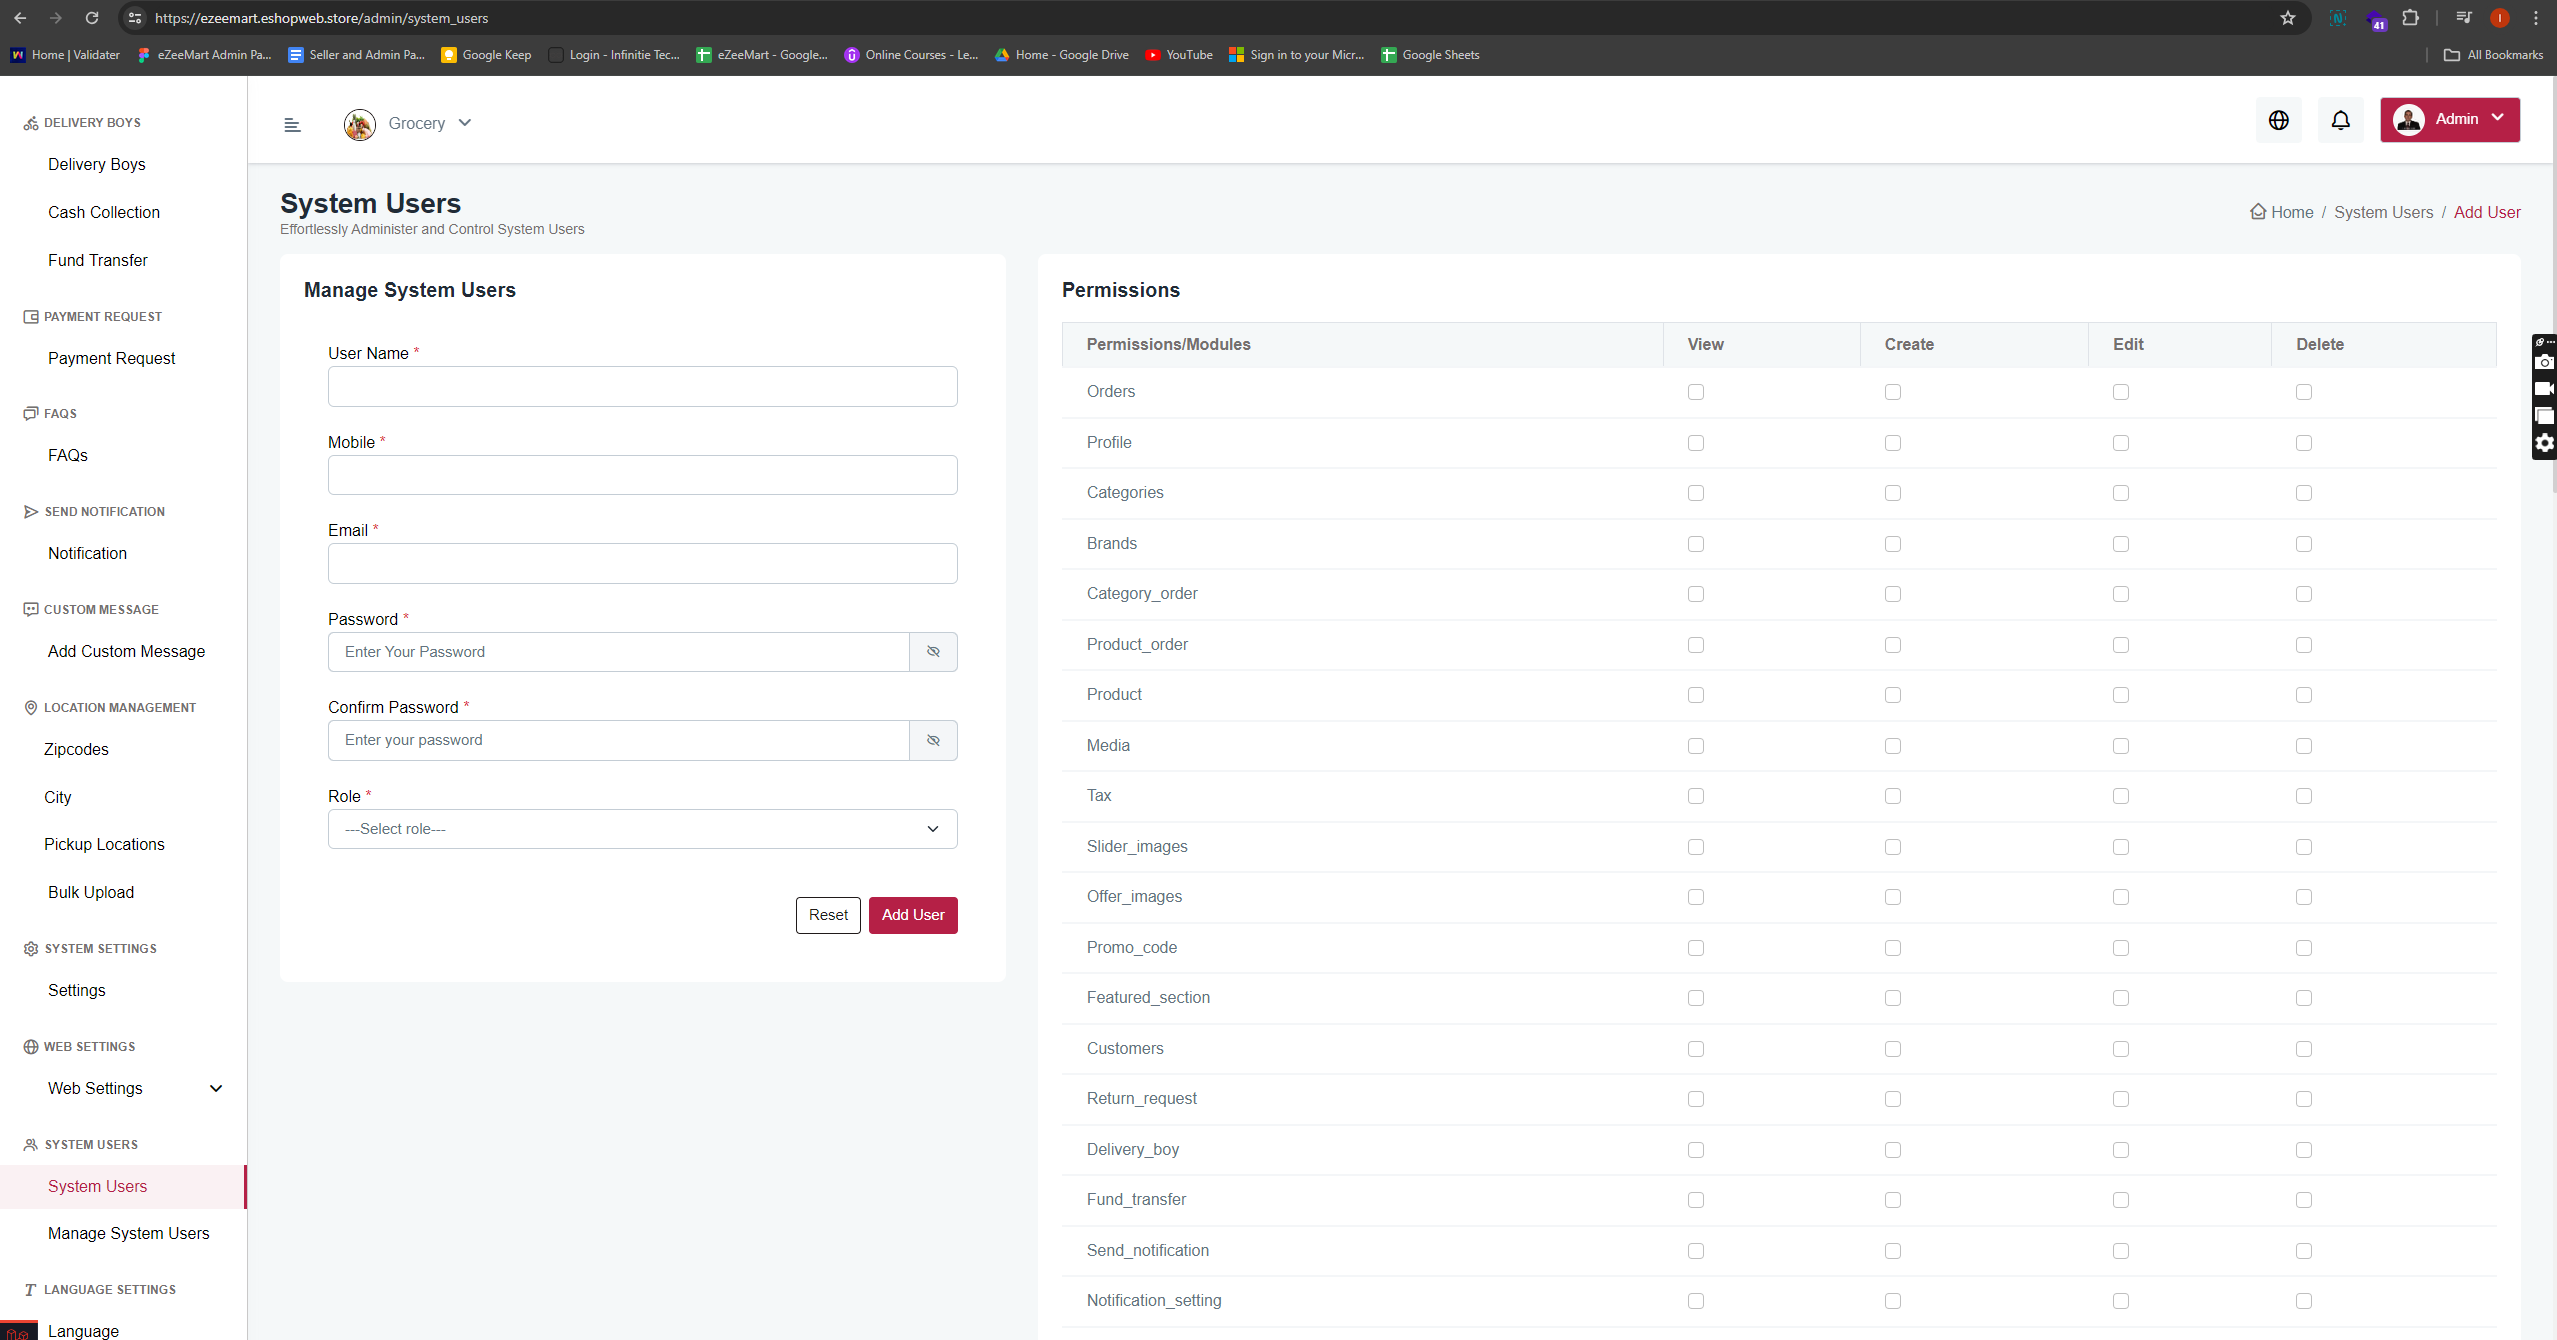 https://ezeemart.eshopweb.store/admin/system_users
41
I
Home | Validater
eZeeMart Admin Pa...
Seller and Admin Pa...
Google Keep
Login - Infinitie Tec...
eZeeMart - Google...
Online Courses - Le...
Home - Google Drive
YouTube
Sign in to your Micr...
Google Sheets
All Bookmarks
DELIVERY BOYS
Delivery Boys
Cash Collection
Fund Transfer
PAYMENT REQUEST
Payment Request
FAQS
FAQs
SEND NOTIFICATION
Notification
CUSTOM MESSAGE
Add Custom Message
LOCATION MANAGEMENT
Zipcodes
City
Pickup Locations
Bulk Upload
SYSTEM SETTINGS
Settings
WEB SETTINGS
Web Settings
SYSTEM USERS
System Users
Manage System Users
LANGUAGE SETTINGS
Language
Grocery
Admin
System Users
Effortlessly Administer and Control System Users
Home / System Users / Add User
Manage System Users
User Name *
Mobile *
Email *
Password *
Enter Your Password
Confirm Password *
Enter your password
Role *
---Select role---
Reset
Add User
Permissions
Permissions/Modules View Create Edit Delete
Orders
Profile
Categories
Brands
Category_order
Product_order
Product
Media
Tax
Slider_images
Offer_images
Promo_code
Featured_section
Customers
Return_request
Delivery_boy
Fund_transfer
Send_notification
Notification_setting